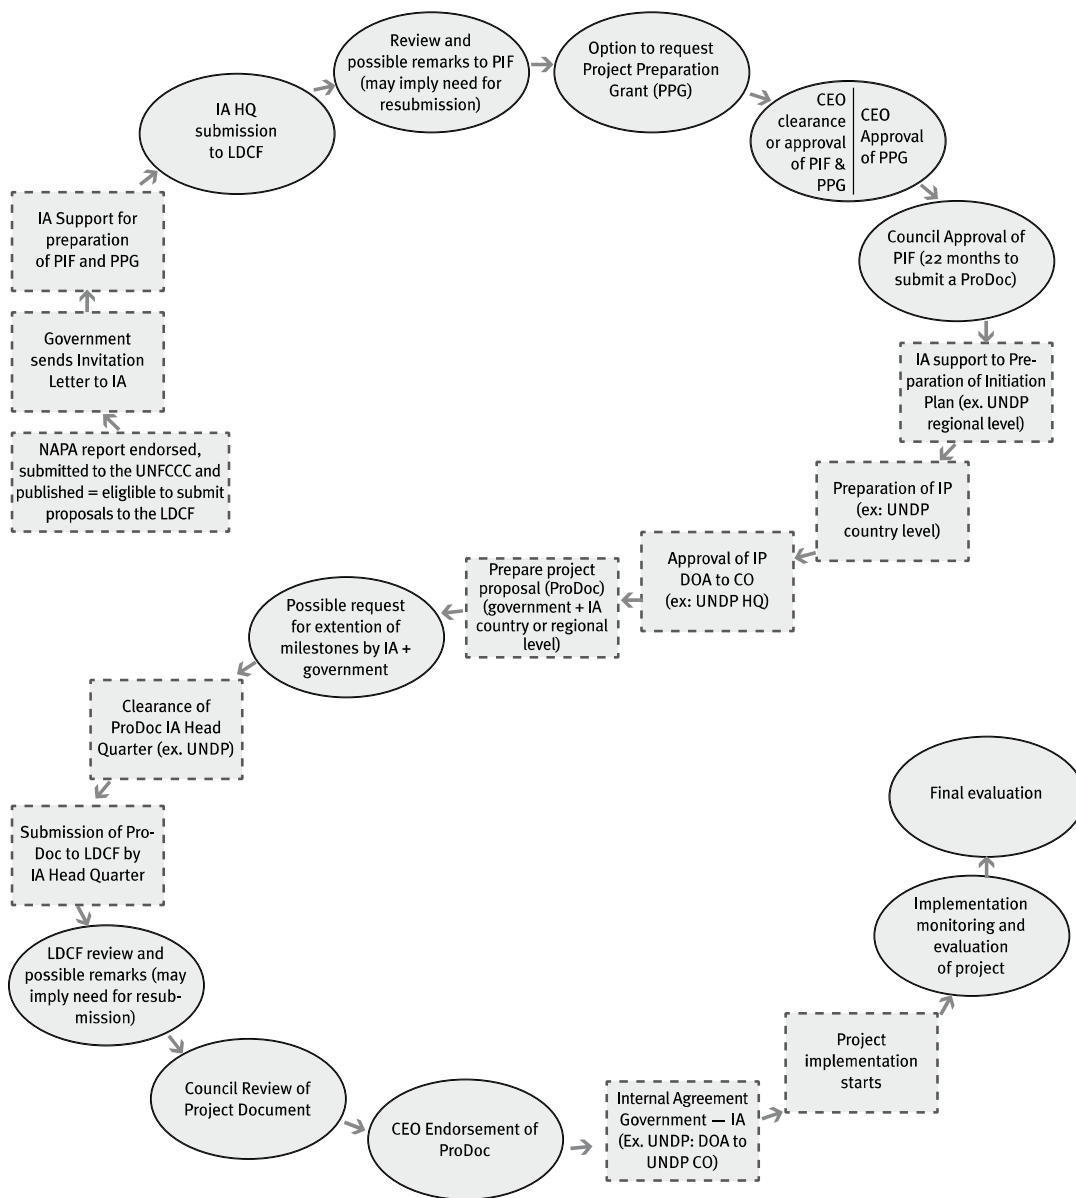 Review and
possible remarks to PIF
(may imply need for
resubmission)
Option to request
Project Preparation
Grant (PPG)
IA HQ
submission
to LDCF
CEO
clearance
or approval
of PIF &
PPG
CEO
Approval
of PPG
IA Support for
preparation
of PIF and PPG
Council Approval of
PIF (22 months to
submit a ProDoc)
Government
sends Invitation
Letter to IA
IA support to Pre-
paration of Initiation
Plan (ex. UNDP
regional level)
NAPA report endorsed,
submitted to the UNFCCC and
published = eliglible to submit
proposals to the LDCF
Preparation of IP
(ex: UNDP
country level)
Approval of IP
DOA to CO
(ex: UNDP HQ)
Prepare project
proposal (ProDoc)
(government + IA
country or regional
level)
Possible request
for extention of
milestones by IA +
government
Clearance of
ProDoc IA Head
Quarter (ex. UNDP)
Submission of Pro-
Doc to LDCF by
IA Head Quarter
LDCF review and
possible remarks (may
imply need for resub-
mission)
Council Review of
Project Document
CEO Endorsement of
ProDoc
Internal Agreement
Government — IA
(Ex. UNDP: DOA to
UNDP CO)
Project
implementation
starts
Implementation
monitoring and
evaluation
of project
Final evaluation